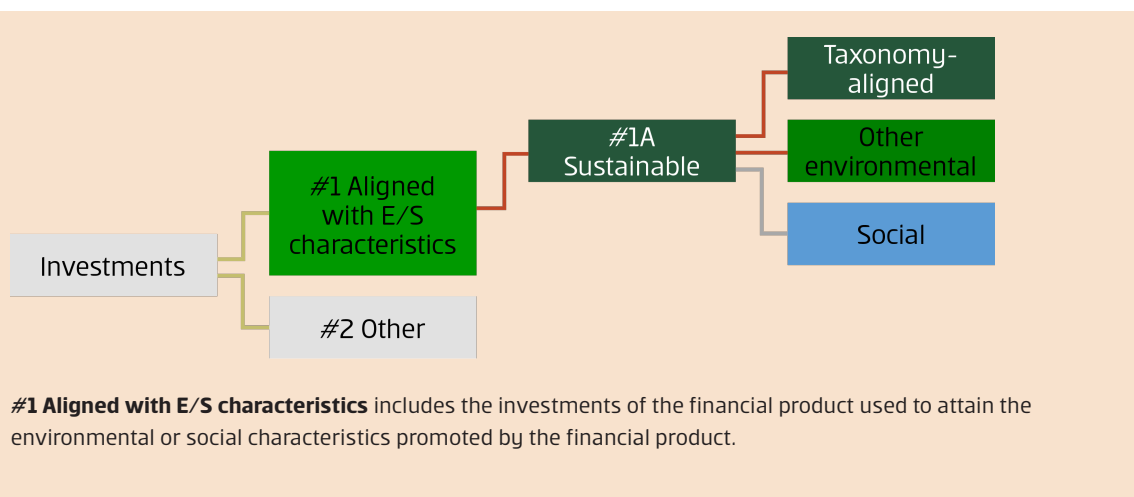 Taxonomy-
aligned
#1A
Sustainable
Other
environmental
#1 Aligned
with E/S
characteristics
Social
Investments
#2 Other
#1 Aligned with E/S characteristics includes the investments of the financial product used to attain the
environmental or social characteristics promoted by the financial product.